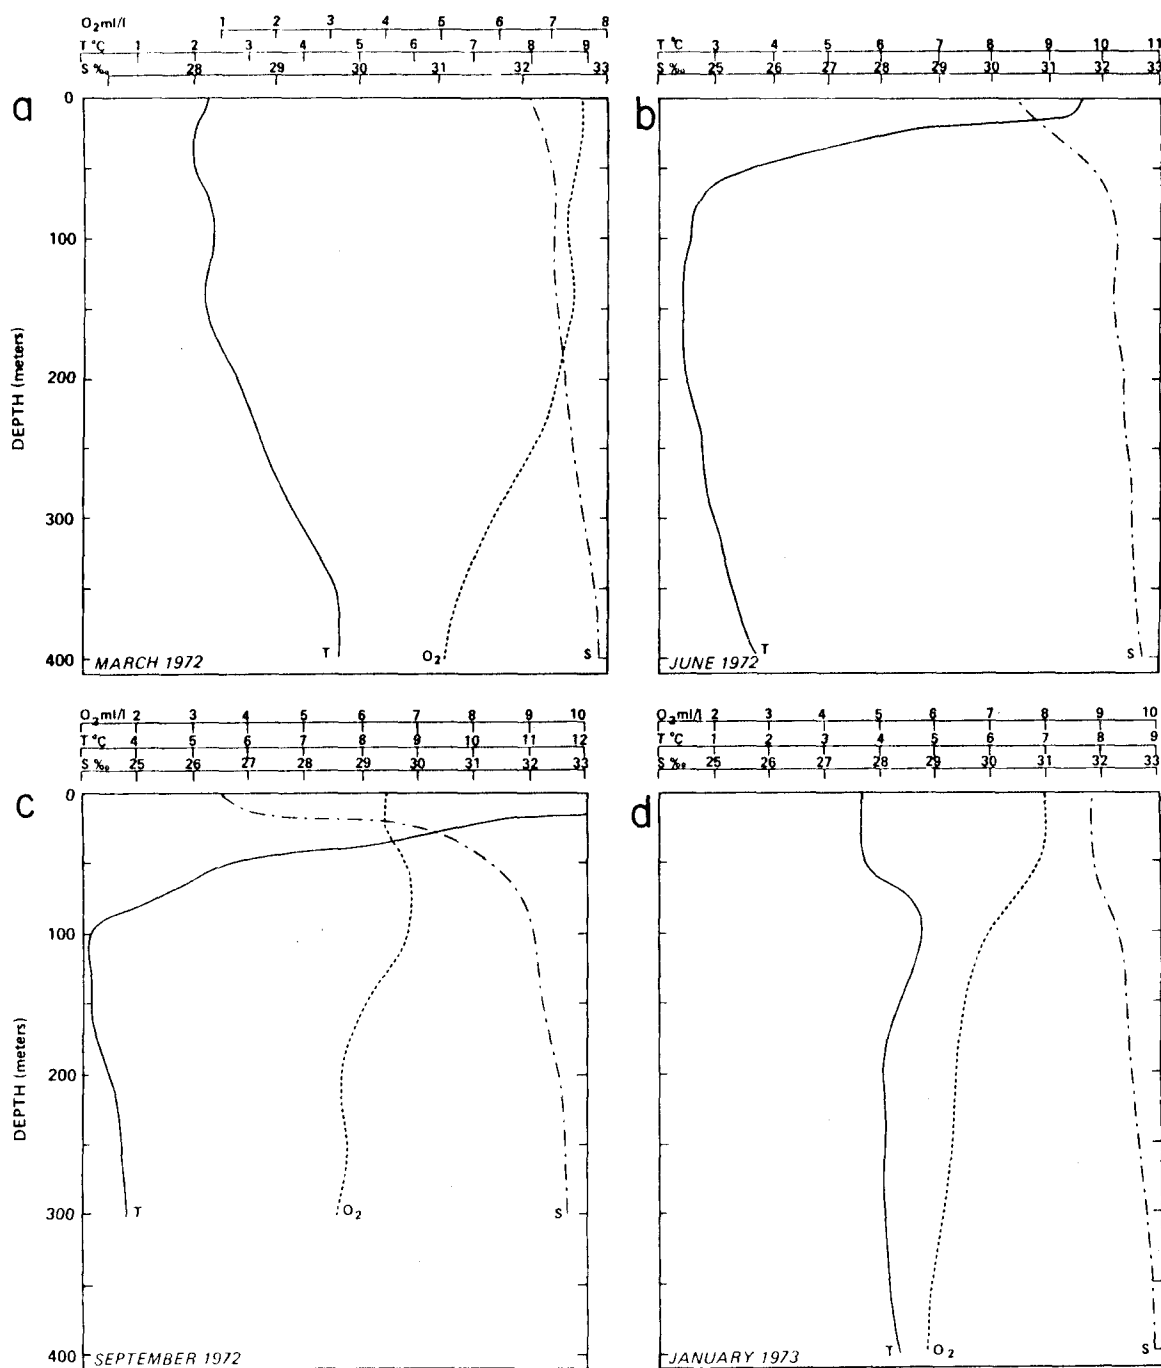 O2 ml/l 1 2 3 4 5 6 7 8
T °C 1 2 3 4 5 6 7 8 9
S ‰ 28 29 30 31 32 33
a
0
100
200
300
400
DEPTH (meters)
T O2 S
MARCH 1972
T °C 3 4 5 6 7 8 9 10 11
S ‰ 25 26 27 28 29 30 31 32 33
b
T S
JUNE 1972
O2 ml/l 2 3 4 5 6 7 8 9 10
T °C 4 5 6 7 8 9 10 11 12
S ‰ 25 26 27 28 29 30 31 32 33
c
0
100
200
300
400
DEPTH (meters)
T O2 S
SEPTEMBER 1972
O2 ml/l 2 3 4 5 6 7 8 9 10
T °C 1 2 3 4 5 6 7 8 9
S ‰ 25 26 27 28 29 30 31 32 33
d
T O2 S
JANUARY 1973